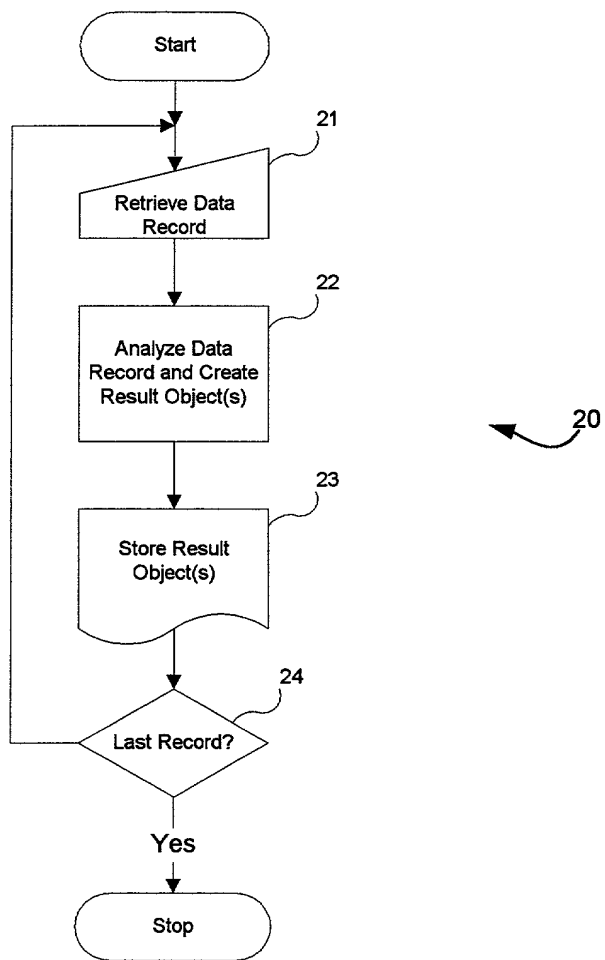 Start
21
Retrieve Data
Record
22
Analyze Data
Record and Create
Result Object(s)
20
23
Store Result
Object(s)
24
Last Record?
Yes
Stop